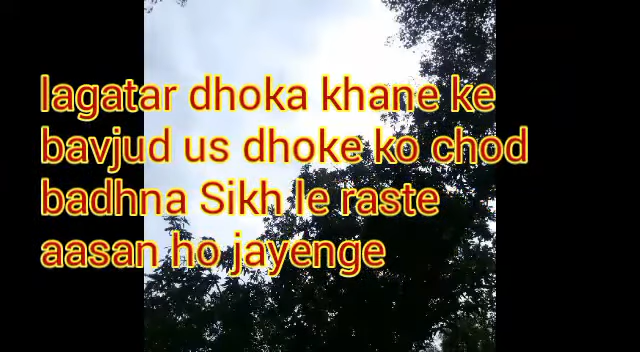 lagatar dhoka khane ke
bavjud us dhoke ko chod
badhna Sikh le raste
aasan ho jayenge